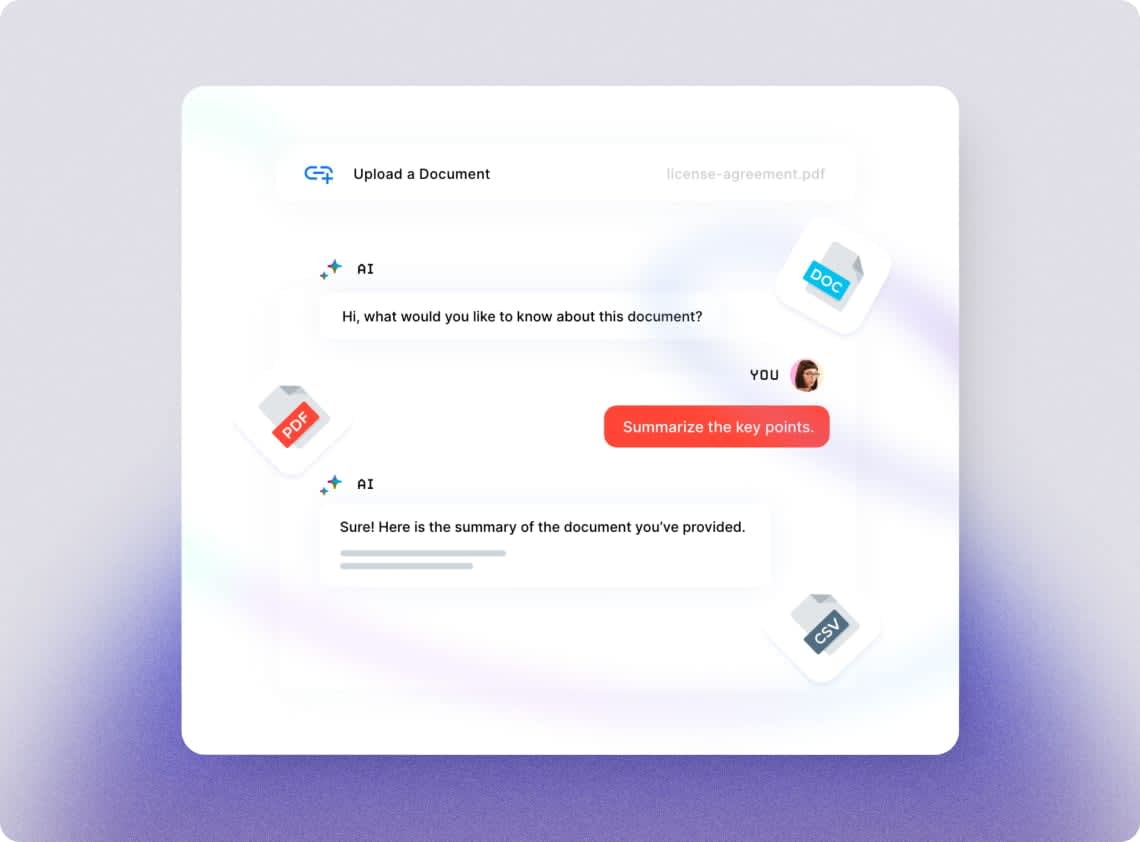 Upload a Document license-agreement.pdf
AI
DOC
Hi, what would you like to know about this document?
YOU
PDF
Summarize the key points.
AI
Sure! Here is the summary of the document you’ve provided.
CSV